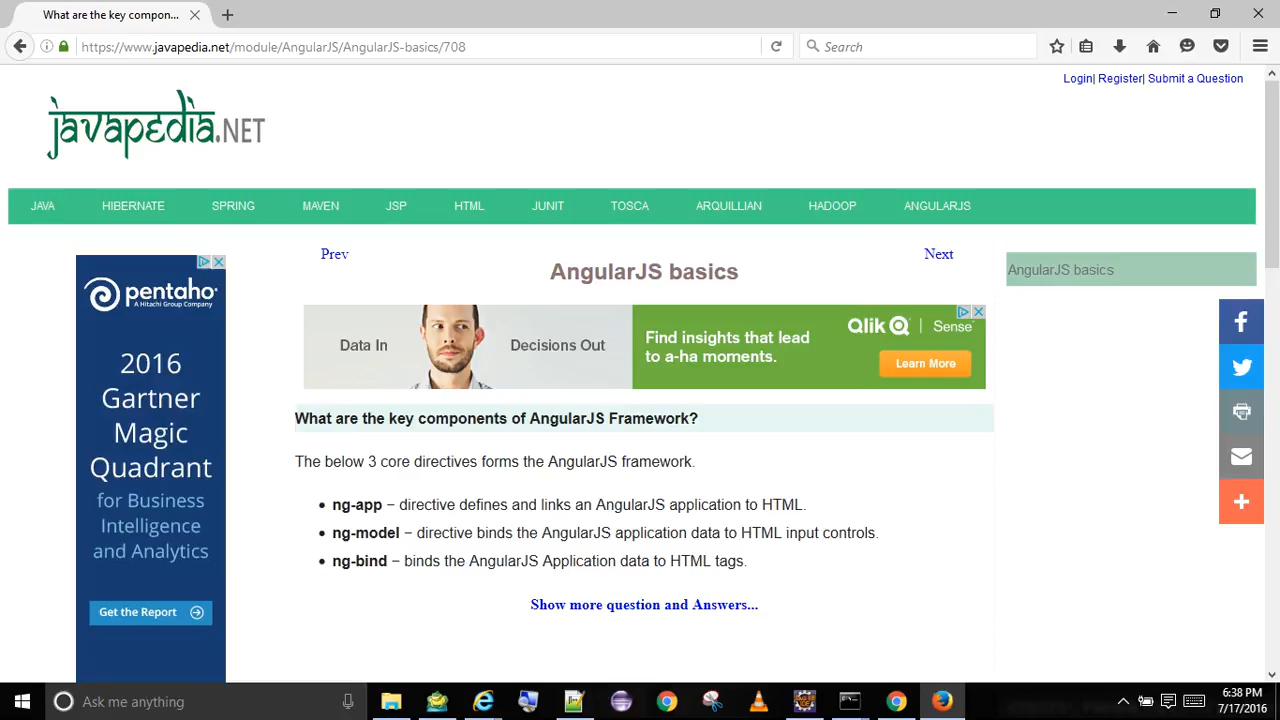 What are the key compon...
https://www.javapedia.net/module/AngularJS/AngularJS-basics/708
Search
Login| Register| Submit a Question
javapedia.NET
JAVA HIBERNATE SPRING MAVEN JSP HTML JUNIT TOSCA ARQUILLIAN HADOOP ANGULARJS
Prev
Next
AngularJS basics
AngularJS basics
pentaho
A Hitachi Group Company
2016
Gartner
Magic
Quadrant
for Business
Intelligence
and Analytics
Get the Report
Data In
Decisions Out
Find insights that lead
to a-ha moments.
Qlik Q | Sense
Learn More
What are the key components of AngularJS Framework?
The below 3 core directives forms the AngularJS framework.
• ng-app – directive defines and links an AngularJS application to HTML.
• ng-model – directive binds the AngularJS application data to HTML input controls.
• ng-bind – binds the AngularJS Application data to HTML tags.
Show more question and Answers...
Ask me anything
6:38 PM
7/17/2016